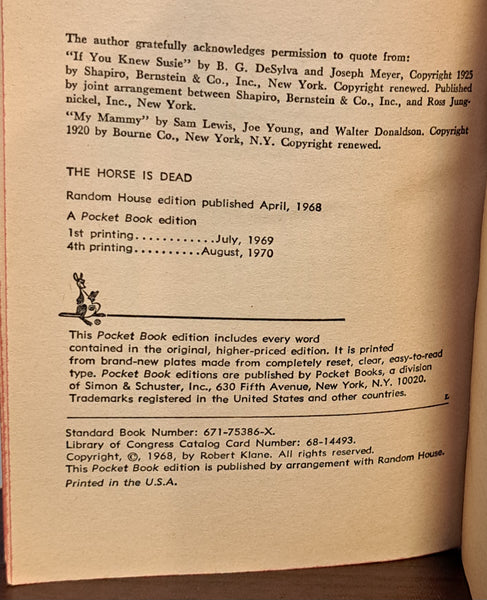 The author gratefully acknowledges permission to quote from:
"If You Knew Susie" by B. G. DeSylva and Joseph Meyer, Copyright 1925
by Shapiro, Bernstein & Co., Inc., New York. Copyright renewed. Published
by joint arrangement between Shapiro, Bernstein & Co., Inc., and Ross Jung-
nickel, Inc., New York.
"My Mammy" by Sam Lewis, Joe Young, and Walter Donaldson. Copyright
1920 by Bourne Co., New York, N.Y. Copyright renewed.
THE HORSE IS DEAD
Random House edition published April, 1968
A Pocket Book edition
1st printing............July, 1969
4th printing..........August, 1970
This Pocket Book edition includes every word
contained in the original, higher-priced edition. It is printed
from brand-new plates made from completely reset, clear, easy-to-read
type. Pocket Book editions are published by Pocket Books, a division
of Simon & Schuster, Inc., 630 Fifth Avenue, New York, N.Y. 10020.
Trademarks registered in the United States and other countries.
L
Standard Book Number: 671-75386-X.
Library of Congress Catalog Card Number: 68-14493.
Copyright, ©, 1968, by Robert Klane. All rights reserved.
This Pocket Book edition is published by arrangement with Random House.
Printed in the U.S.A.